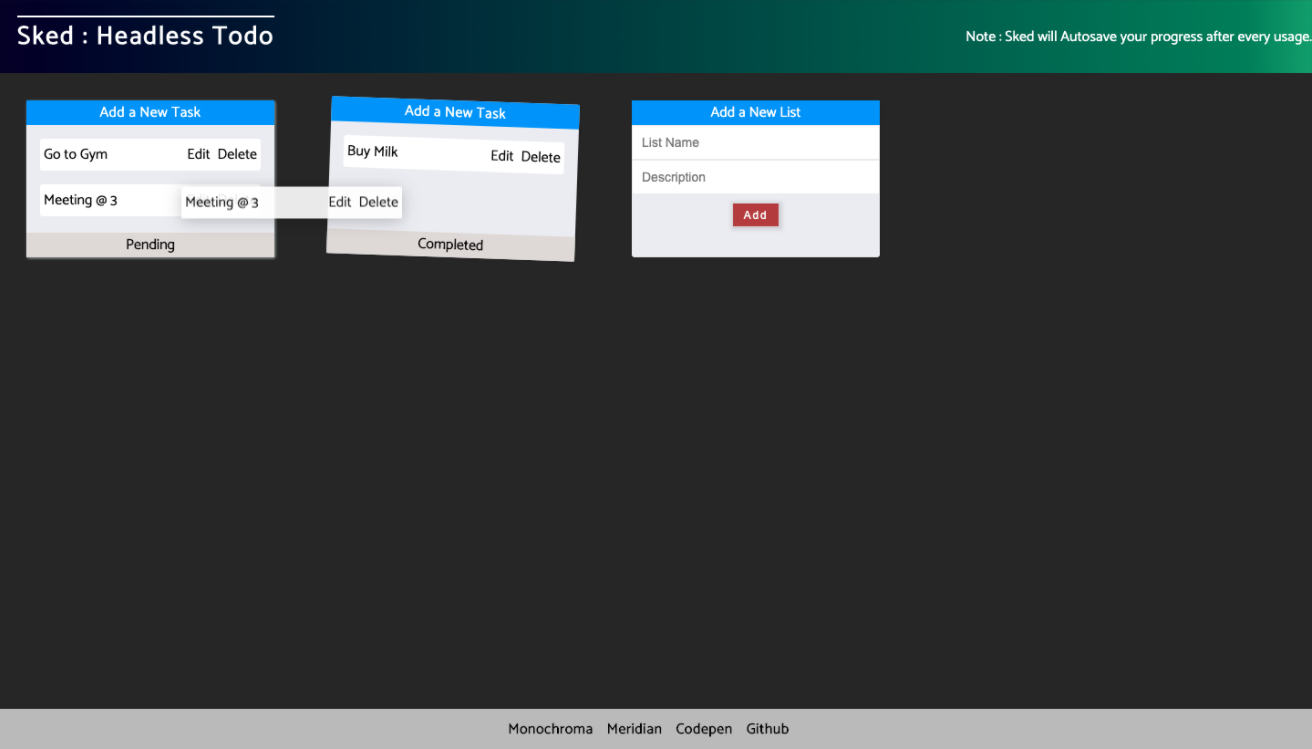 Sked : Headless Todo
Note : Sked will Autosave your progress after every usage.
Add a New Task
Go to Gym Edit Delete
Meeting @ 3
Pending
Meeting @ 3 Edit Delete
Add a New Task
Buy Milk Edit Delete
Completed
Add a New List
List Name
Description
Add
Monochroma Meridian Codepen Github